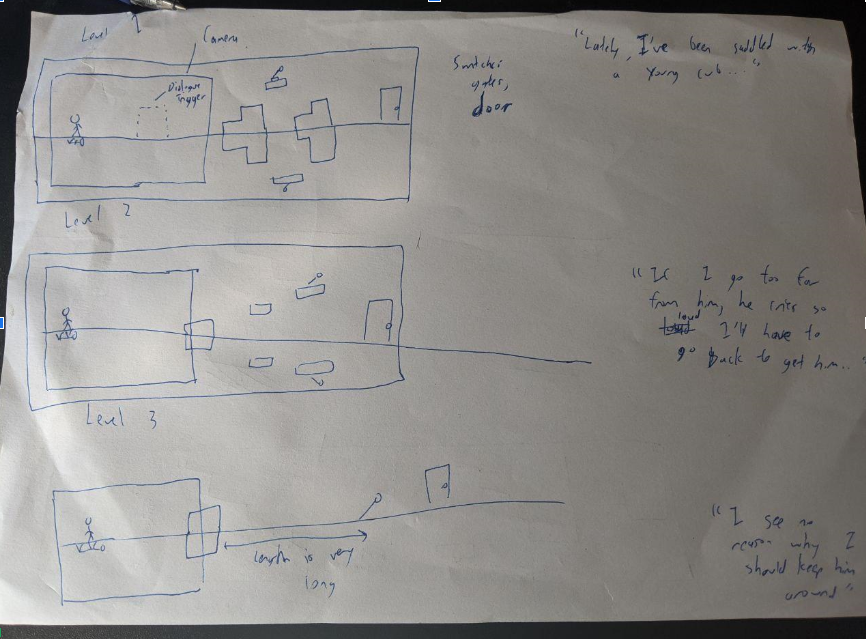 Level 1
Camera
Dialogue
Trigger
Switches
gates,
door
"Lately, I've been saddled with
a young cub..."
Level 2
"If I go too far
from him, he cries so
loud I'll have to
go back to get him..."
Level 3
Length is very
long
"I see no
reason why I
should keep him
around"